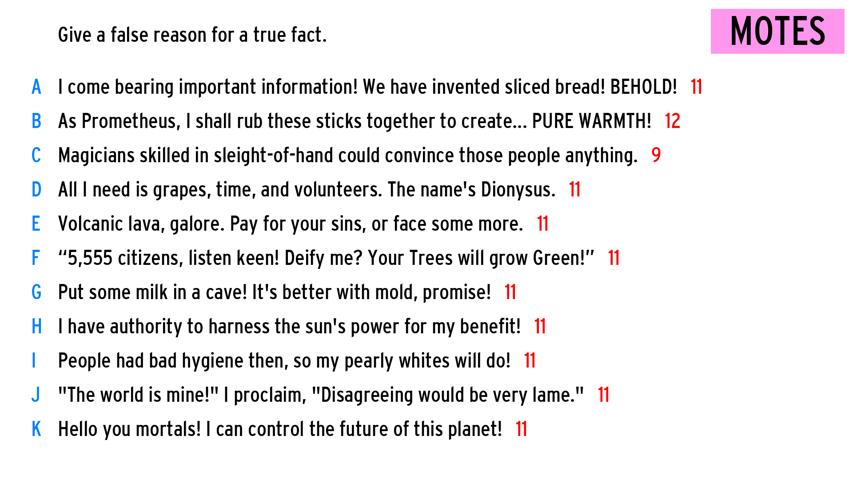 Give a false reason for a true fact.
MOTES
A I come bearing important information! We have invented sliced bread! BEHOLD! 11
B As Prometheus, I shall rub these sticks together to create... PURE WARMTH! 12
C Magicians skilled in sleight-of-hand could convince those people anything. 9
D All I need is grapes, time, and volunteers. The name's Dionysus. 11
E Volcanic lava, galore. Pay for your sins, or face some more. 11
F “5,555 citizens, listen keen! Deify me? Your Trees will grow Green!” 11
G Put some milk in a cave! It's better with mold, promise! 11
H I have authority to harness the sun's power for my benefit! 11
I People had bad hygiene then, so my pearly whites will do! 11
J "The world is mine!" I proclaim, "Disagreeing would be very lame." 11
K Hello you mortals! I can control the future of this planet! 11